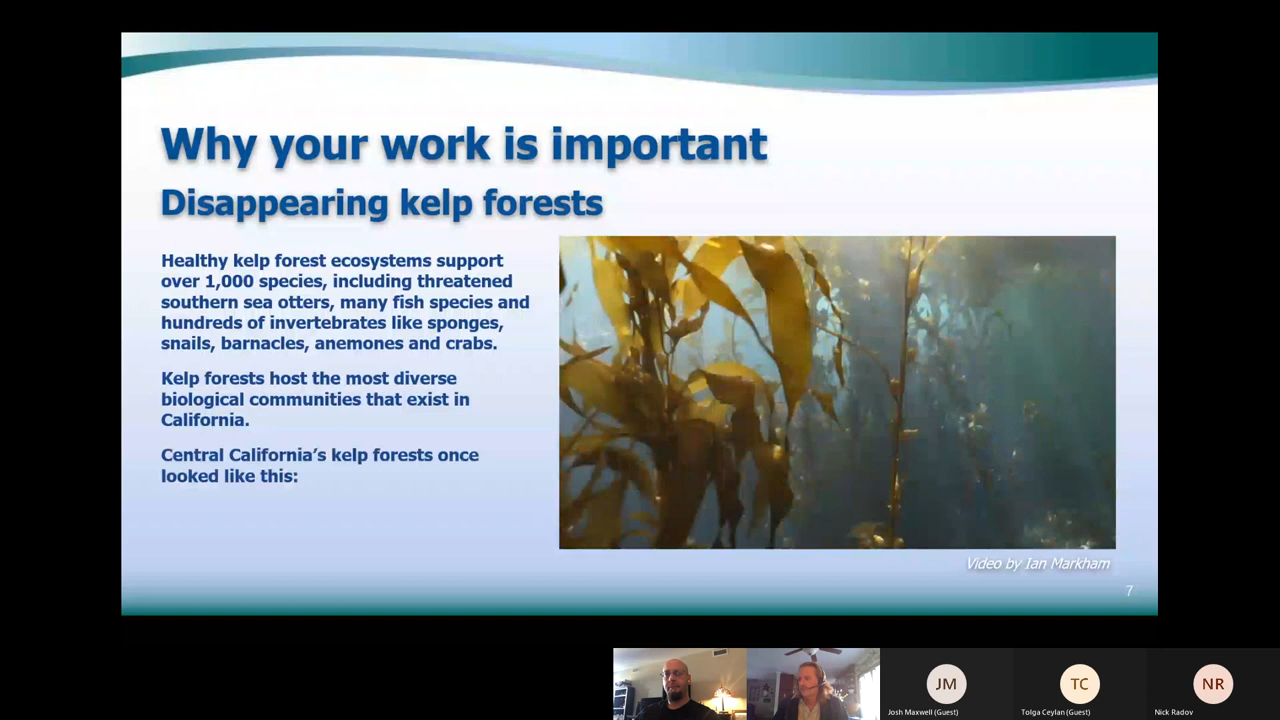 Why your work is important
Disappearing kelp forests
Healthy kelp forest ecosystems support
over 1,000 species, including threatened
southern sea otters, many fish species and
hundreds of invertebrates like sponges,
snails, barnacles, anemones and crabs.
Kelp forests host the most diverse
biological communities that exist in
California.
Central California’s kelp forests once
looked like this:
Video by Ian Markham
7
JM
TC
NR
Josh Maxwell (Guest)
Tolga Ceylan (Guest)
Nick Radov